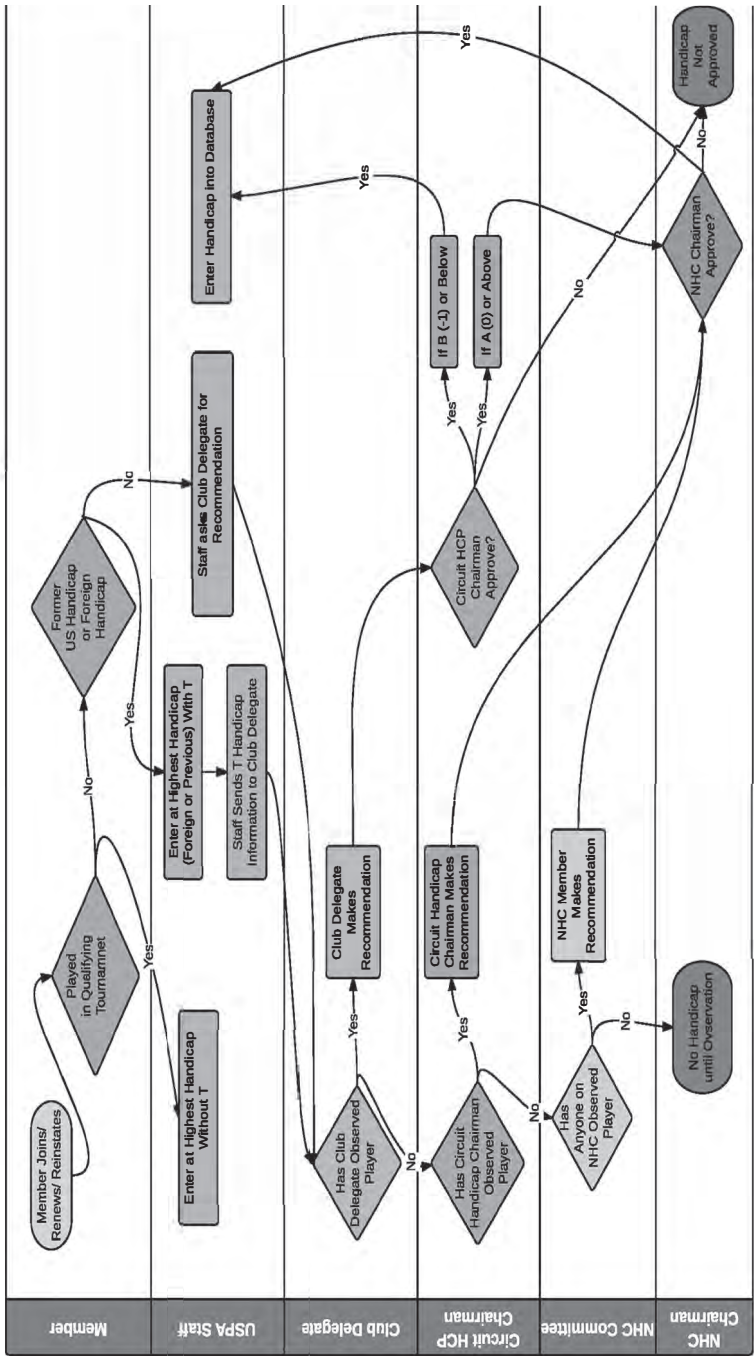 Member
Member Joins/
Renews/ Reinstates
Played
in Qualifying
Tournamnet
No
Yes
Former
US Handicap
or Foreign
Handicap
Yes
No
USPA Staff
Enter at Highest Handicap
Without T
Enter at Highest Handicap
(Foreign or Previous) With T
Staff Sends T Handicap
Information to Club Delegate
Staff asks Club Delegate for
Recommendation
Enter Handicap into Database
Club Delegate
Has Club
Delegate Observed
Player
Yes
No
Club Delegate
Makes
Recommendation
Yes
Yes
Circuit HCP
Chairman
Has Circuit
Handicap Chairman
Observed
Player
Yes
No
Circuit Handicap
Chairman Makes
Recommendation
Circuit HCP
Chairman
Approve?
Yes
Yes
If B (-1) or Below
If A (0) or Above
No
NHC Committee
Has
Anyone on
NHC Observed
Player
Yes
No
NHC Member
Makes
Recommendation
NHC
Chairman
No Handicap
until Ovservation
NHC Chairman
Approve?
No
Handicap
Not
Approved